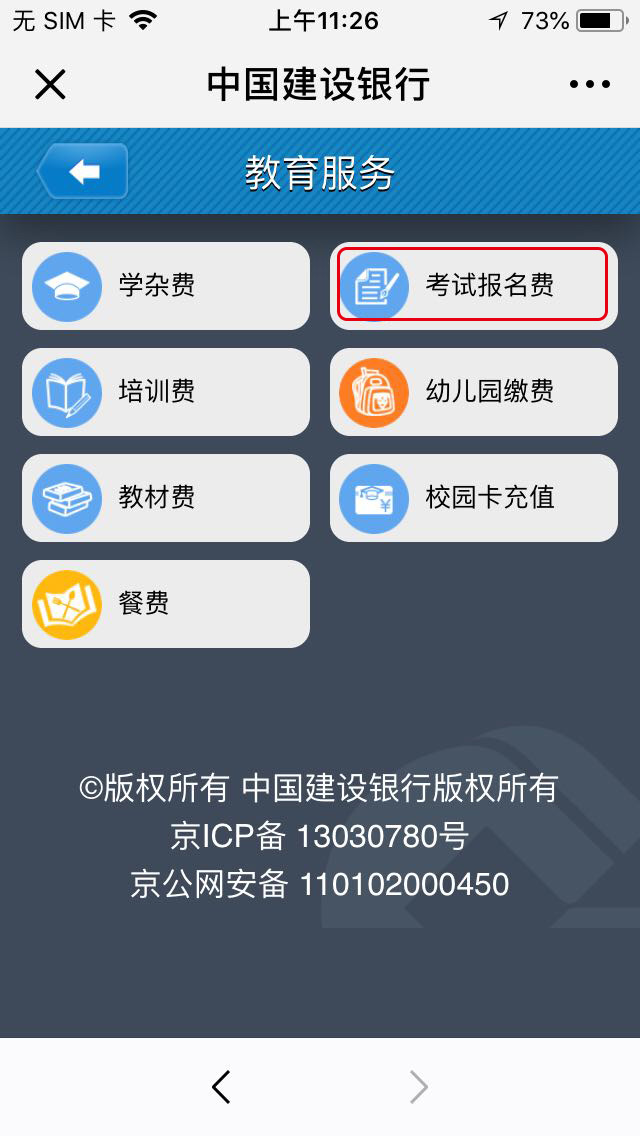 无 SIM 卡 上午11:26 73%
中国建设银行
教育服务
学杂费 考试报名费
培训费 幼儿园缴费
教材费 校园卡充值
餐费
©版权所有 中国建设银行版权所有
京ICP备 13030780号
京公网安备 110102000450